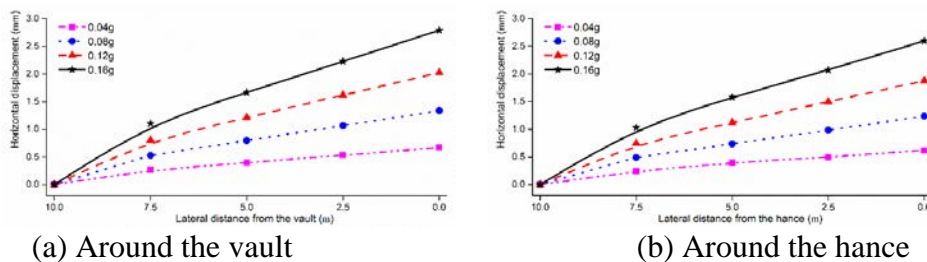 3.0
2.5
2.0
1.5
1.0
0.5
0.0
Horizontal displacement (mm)
0.04g
0.08g
0.12g
0.16g
10.0 7.5 5.0 2.5 0.0
Lateral distance from the vault (m)
(a) Around the vault
3.0
2.5
2.0
1.5
1.0
0.5
0.0
Horizontal displacement (mm)
0.04g
0.08g
0.12g
0.16g
10.0 7.5 5.0 2.5 0.0
Lateral distance from the hance (m)
(b) Around the hance